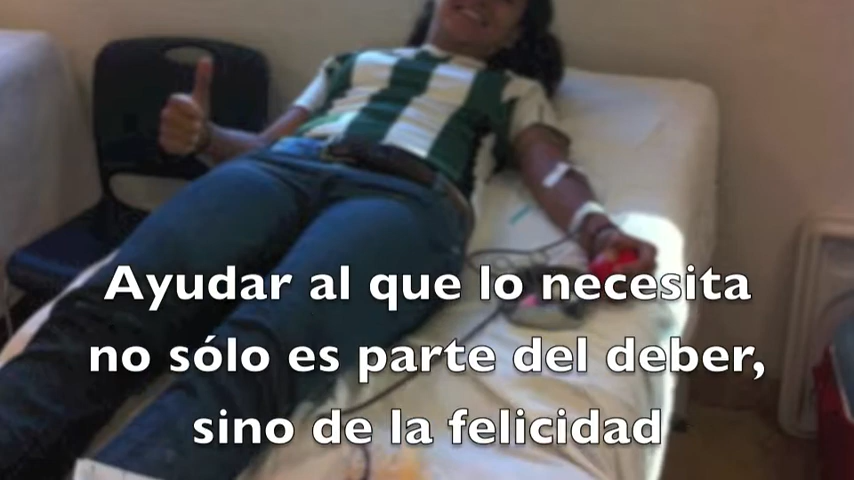 Ayudar al que lo necesita
no sólo es parte del deber,
sino de la felicidad